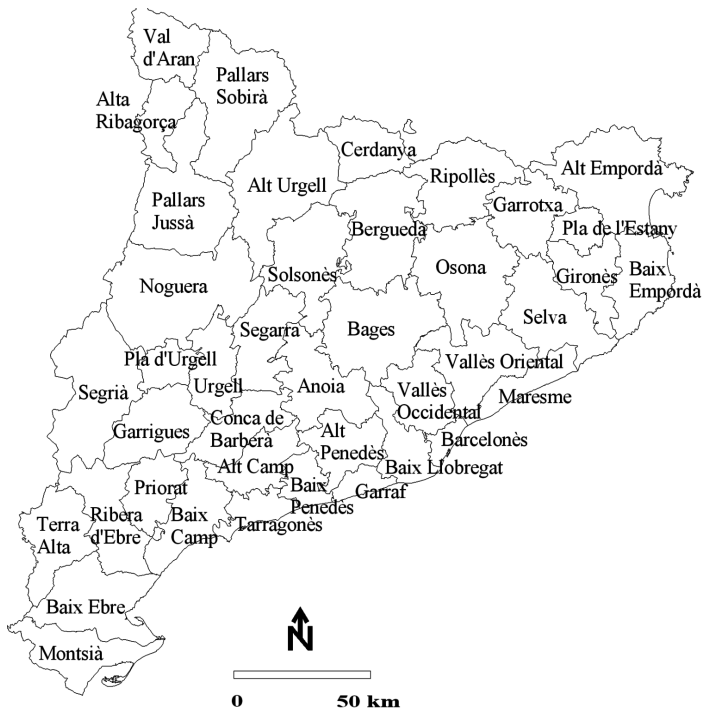 Val
d'Aran
Pallars
Sobirà
Alta
Ribagorça
Cerdanya
Alt Empordà
Ripollès
Alt Urgell
Garrotxa
Pallars
Jussà
Berguedà
Pla de l'Estany
Osona
Solsonès
Gironès
Baix
Empordà
Noguera
Selva
Segarra
Bages
Pla d'Urgell
Vallès Oriental
Segrià
Urgell
Anoia
Vallès
Occidental
Maresme
Conca de
Barberà
Garrigues
Alt
Penedès
Barcelonès
Alt Camp
Baix Llobregat
Priorat
Baix
Penedès
Garraf
Terra
Alta
Ribera
d'Ebre
Baix
Camp
Tarragonès
Baix Ebre
Montsià
N
0 50 km